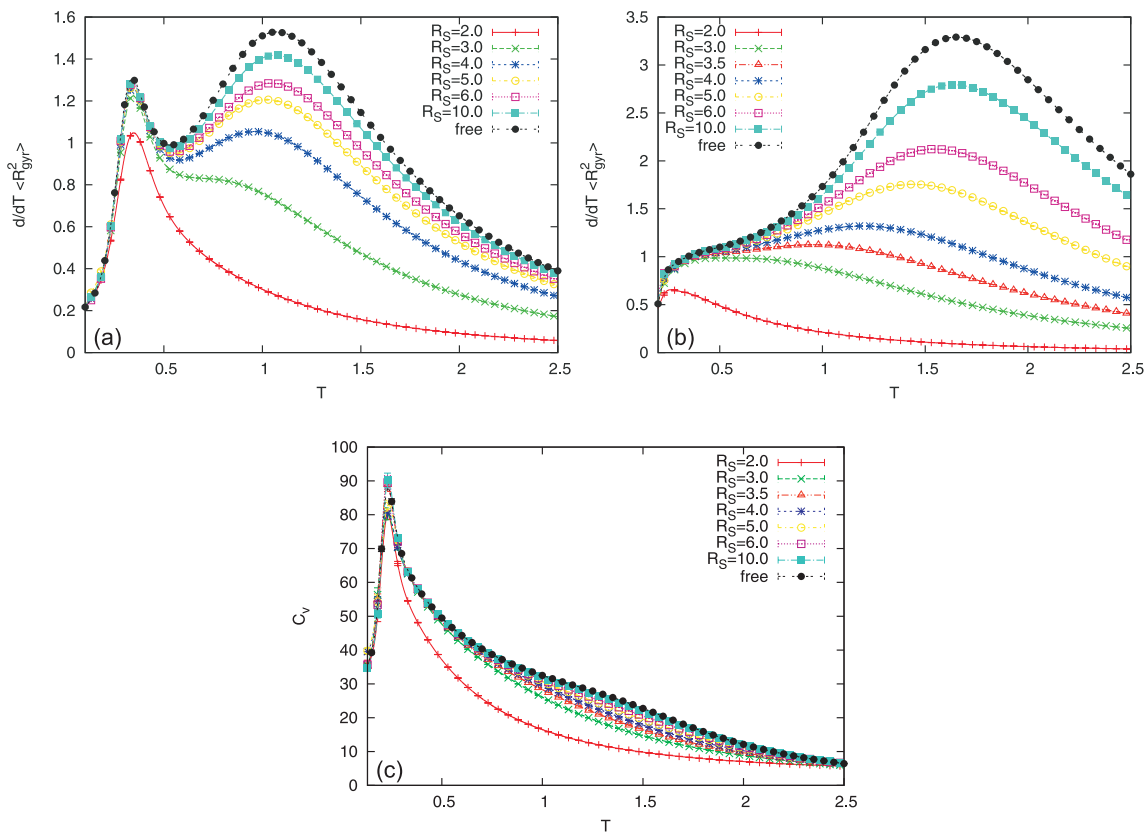 d/dT <R²gyr>
1.6
1.4
1.2
1
0.8
0.6
0.4
0.2
0
0.5
1
1.5
2
2.5
T
(a)
RS=2.0
RS=3.0
RS=4.0
RS=5.0
RS=6.0
RS=10.0
free
d/dT <R²gyr>
3.5
3
2.5
2
1.5
1
0.5
0
0.5
1
1.5
2
2.5
T
(b)
RS=2.0
RS=3.0
RS=3.5
RS=4.0
RS=5.0
RS=6.0
RS=10.0
free
Cv
100
90
80
70
60
50
40
30
20
10
0
0.5
1
1.5
2
2.5
T
(c)
RS=2.0
RS=3.0
RS=3.5
RS=4.0
RS=5.0
RS=6.0
RS=10.0
free